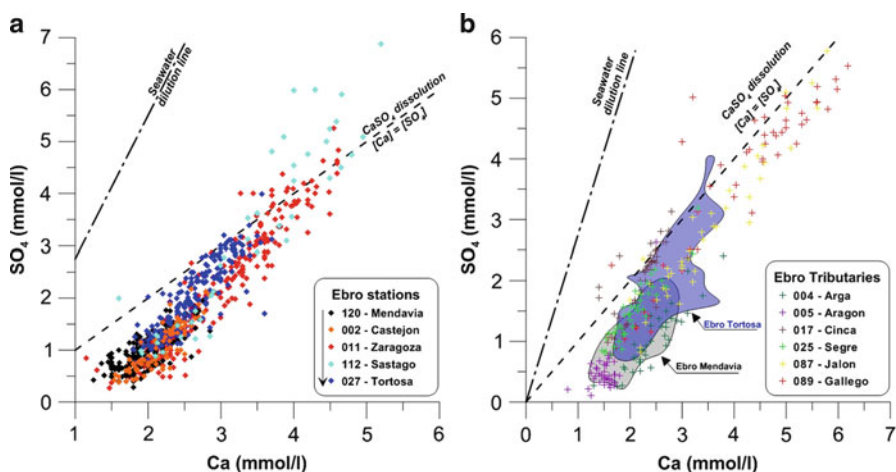 a
SO₄ (mmol/l)
7
6
5
4
3
2
1
0
1
2
3
4
5
6
Ca (mmol/l)
Seawater
dilution line
CaSO₄ dissolution
[Ca] = [SO₄]
Ebro stations
120 - Mendavia
002 - Castejon
011 - Zaragoza
112 - Sastago
027 - Tortosa
b
SO₄ (mmol/l)
6
5
4
3
2
1
0
0
1
2
3
4
5
6
7
Ca (mmol/l)
Seawater
dilution line
CaSO₄ dissolution
[Ca] = [SO₄]
Ebro Tortosa
Ebro Mendavia
Ebro Tributaries
004 - Arga
005 - Aragon
017 - Cinca
025 - Segre
087 - Jalon
089 - Gallego